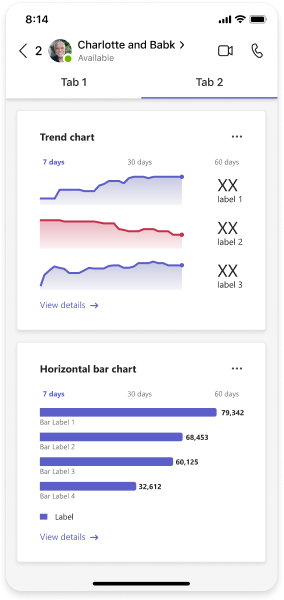 8:14
2 Charlotte and Babk
Available
Tab 1 Tab 2
Trend chart
7 days 30 days 60 days
XX
label 1
XX
label 2
XX
label 3
View details
Horizontal bar chart
7 days 30 days 60 days
79,342
Bar Label 1
68,453
Bar Label 2
60,125
Bar Label 3
32,612
Bar Label 4
Label
View details